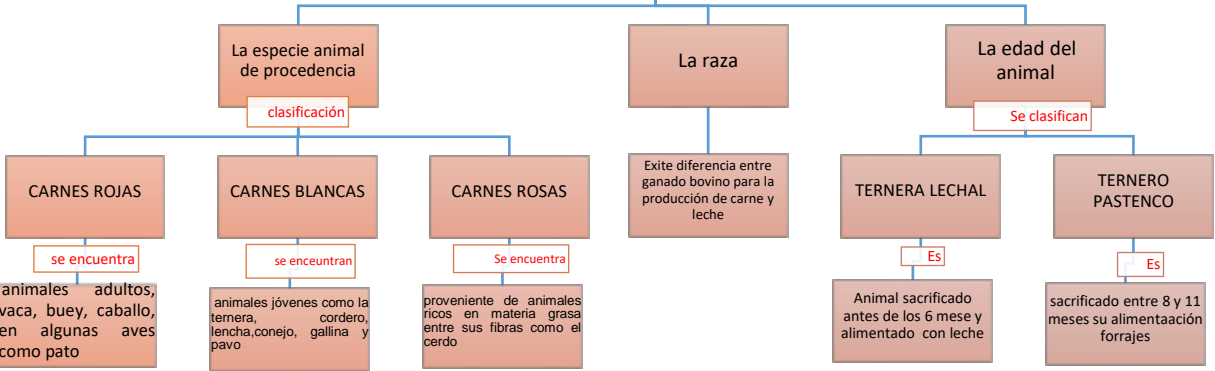 La especie animal
de procedencia
La raza
La edad del
animal
clasificación
Se clasifican
CARNES ROJAS
CARNES BLANCAS
CARNES ROSAS
Exite diferencia entre
ganado bovino para la
producción de carne y
leche
TERNERA LECHAL
TERNERO
PASTENCO
se encuentra
se enceuntran
Se encuentra
Es
Es
animales adultos,
vaca, buey, caballo,
en algunas aves
como pato
animales jóvenes como la
ternera, cordero,
lencha,conejo, gallina y
pavo
proveniente de animales
ricos en materia grasa
entre sus fibras como el
cerdo
Animal sacrificado
antes de los 6 mese y
alimentado con leche
sacrificado entre 8 y 11
meses su alimentaación
forrajes